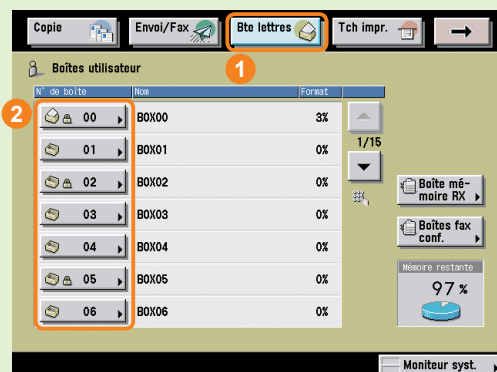 Copie
Envoi/Fax
Bte lettres
Tch impr.
1
Boîtes utilisateur
N° de boîte Nom Format
2
00 BOX00 3%
01 BOX01 0%
1/15
02 BOX02 0%
03 BOX03 0%
04 BOX04 0%
05 BOX05 0%
06 BOX06 0%
Boîte mé-
moire RX
Boîtes fax
conf.
Mémoire restante
97 %
Moniteur syst.